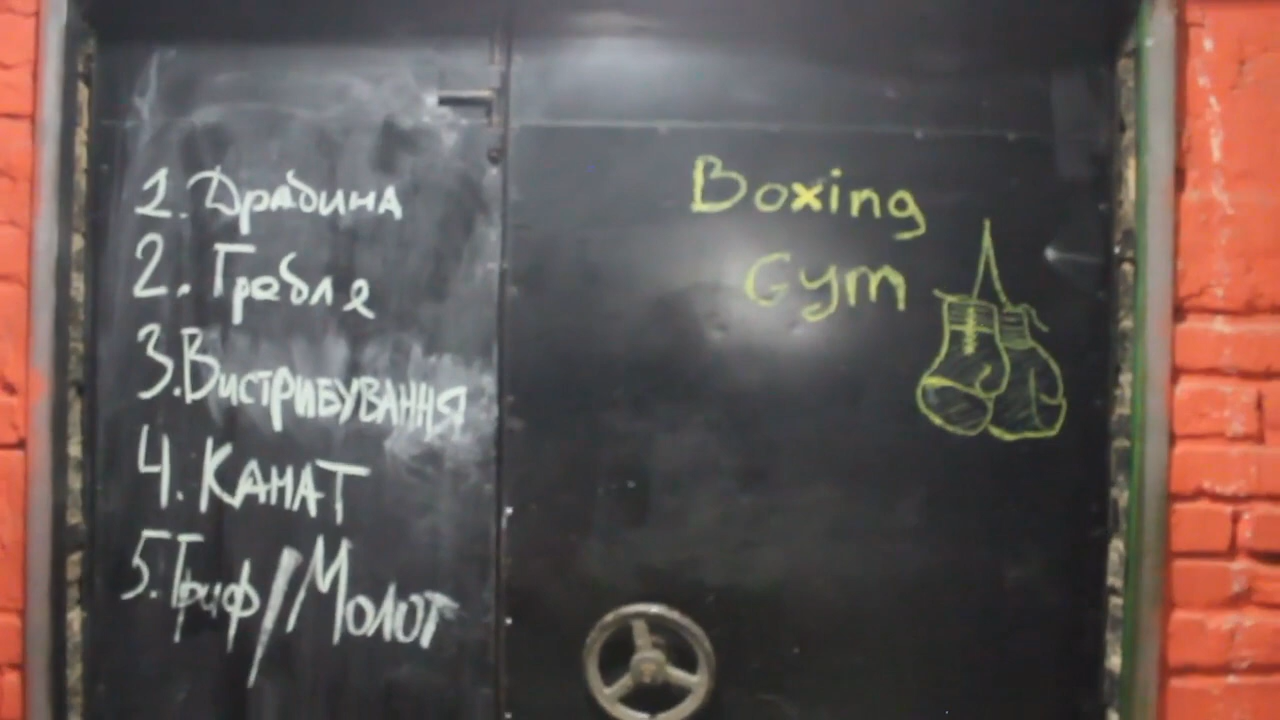 1. Драбина
2. Гребля
3. Вистрибування
4. Канат
5. Гриф/Молот
Boxing
Gym